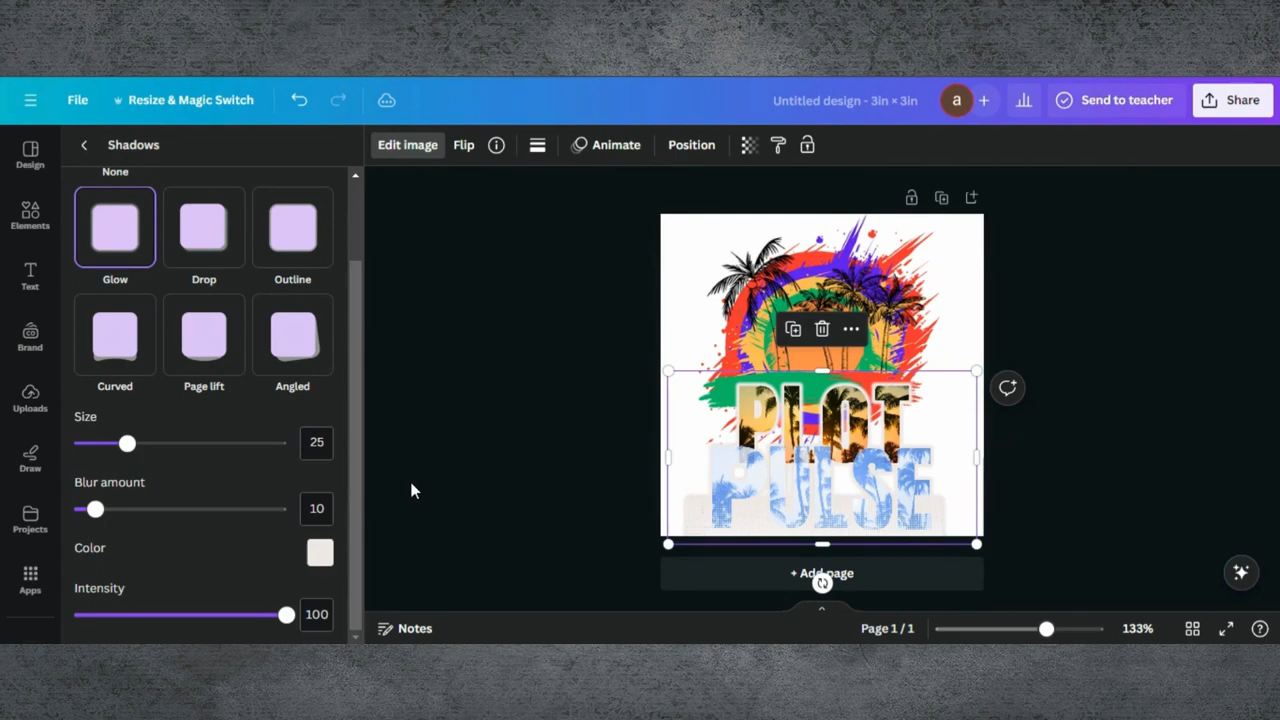 File
Resize & Magic Switch
Untitled design - 3in × 3in
a
Send to teacher
Share
Design
Elements
Text
Brand
Uploads
Draw
Projects
Apps
Shadows
None
Glow
Drop
Outline
Curved
Page lift
Angled
Size
25
Blur amount
10
Color
Intensity
100
Edit image
Flip
Animate
Position
PLOT
PULSE
+ Add page
Notes
Page 1 / 1
133%